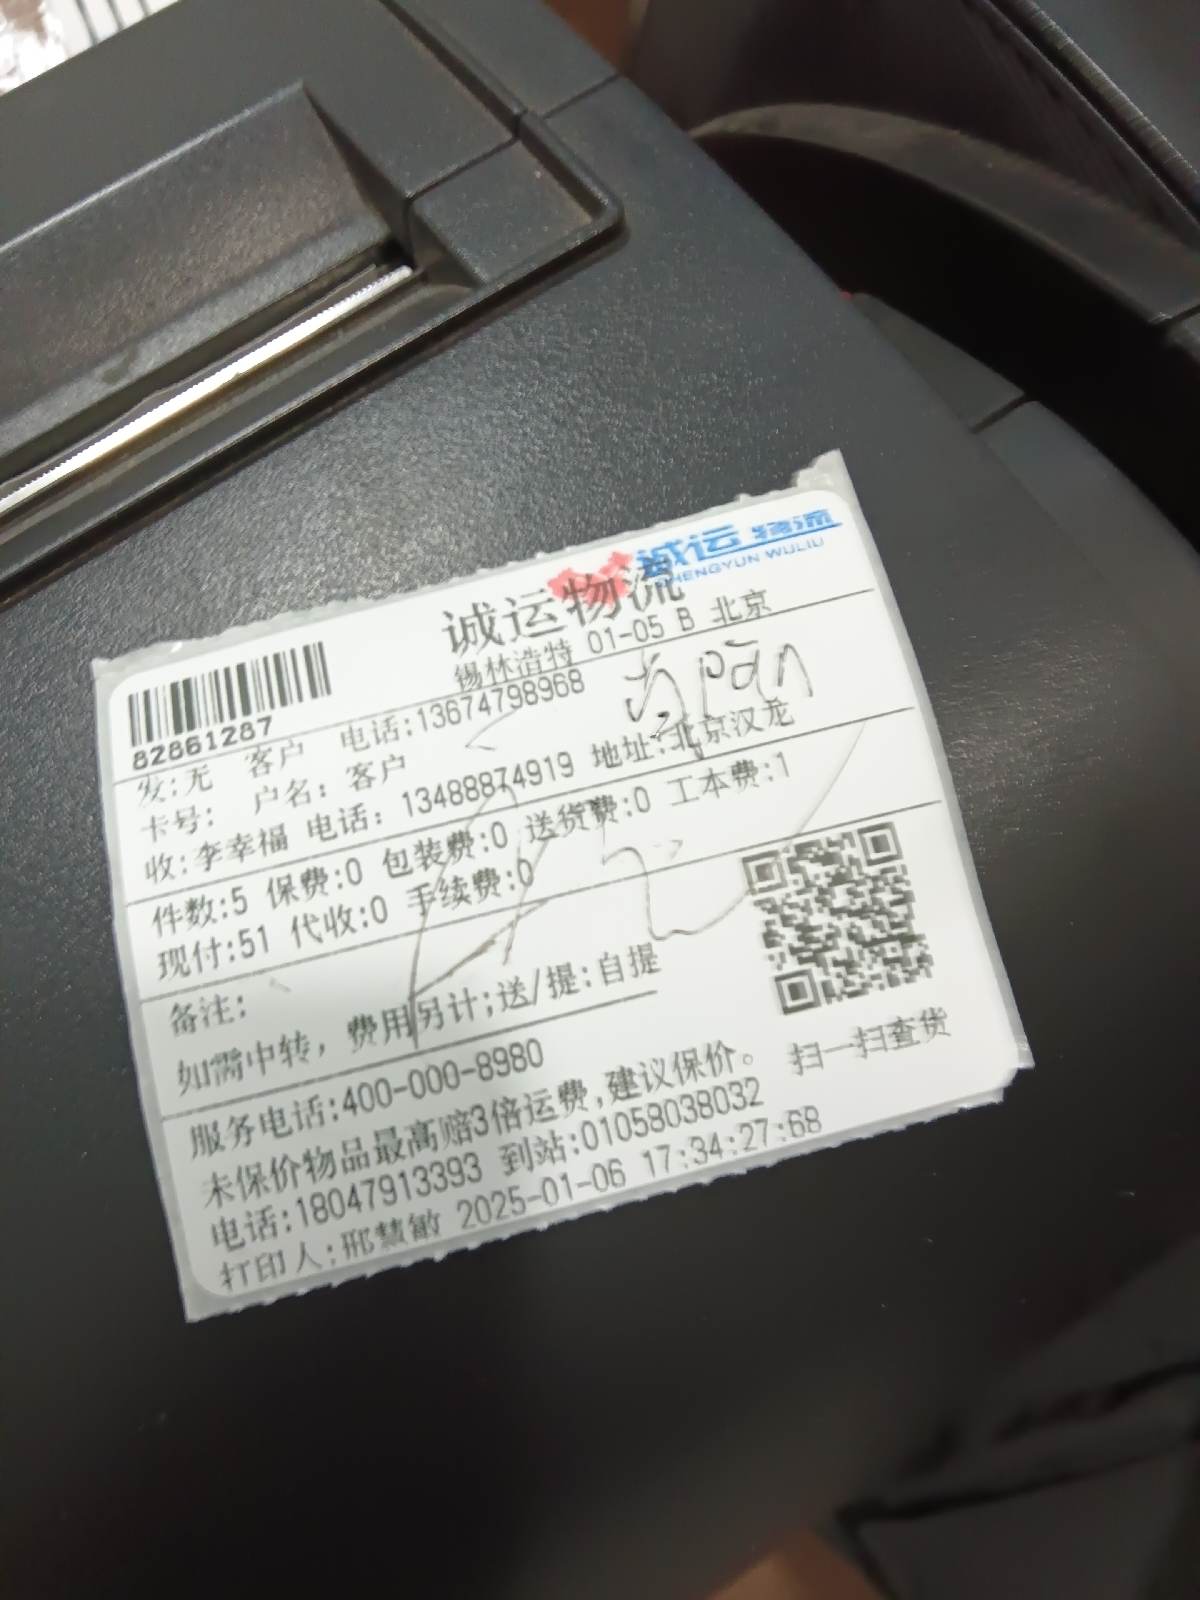 诚运 物流
CHENGYUN WULIU
诚运物流
锡林浩特 01-05 B 北京
82861287
发:无 客户 电话:13674798968
卡号: 户名: 客户
收:李幸福 电话: 13488874919 地址:北京汉龙
件数:5 保费:0 包装费:0 送货费:0 工本费:1
现付:51 代收:0 手续费:0
备注:
如需中转, 费用另计;送/提:自提
服务电话:400-000-8980
未保价物品最高赔3倍运费,建议保价。
扫一扫查货
电话:18047913393 到站:01058038032
打印人:邢慧敏 2025-01-06 17:34:27:68